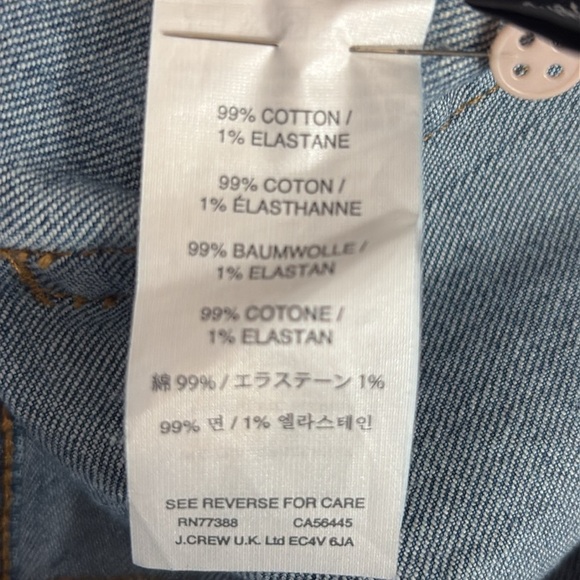 99% COTTON /
1% ELASTANE
99% COTON /
1% ÉLASTHANNE
99% BAUMWOLLE /
1% ELASTAN
99% COTONE /
1% ELASTAN
綿 99% / エラステーン 1%
99% 면 / 1% 엘라스테인
SEE REVERSE FOR CARE
RN77388 CA56445
J.CREW U.K. Ltd EC4V 6JA